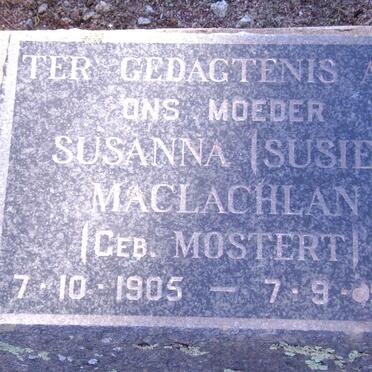 TER GEDAGTENIS
ONS MOEDER
SUSANNA (SUSIE
MACLACHLAN
(GEB. MOSTERT)
7-10-1905 — 7-9-